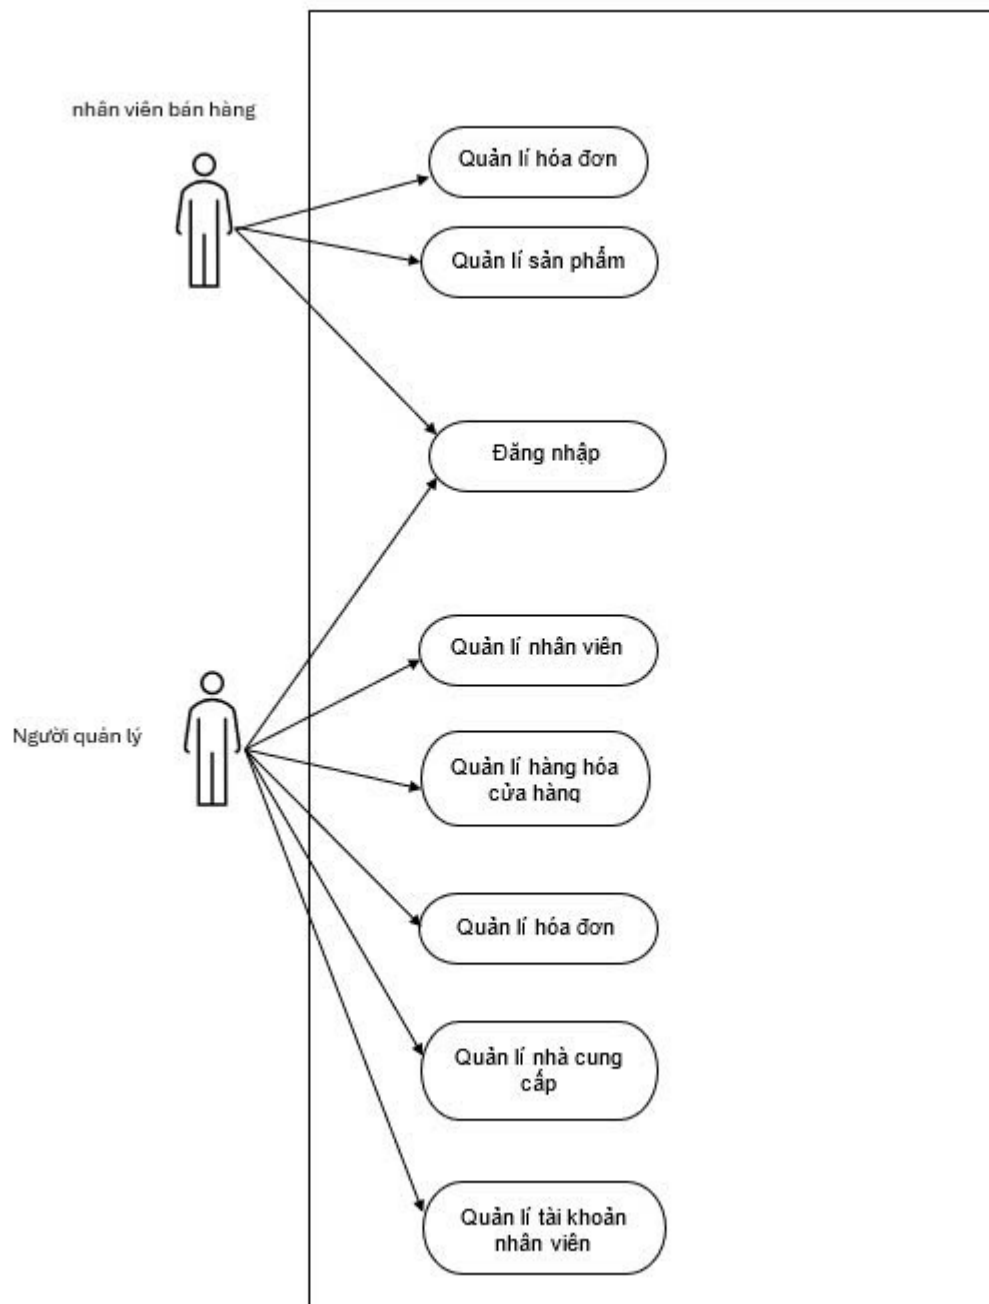 nhân viên bán hàng
Quản lí hóa đơn
Quản lí sản phẩm
Đăng nhập
Quản lí nhân viên
Người quản lý
Quản lí hàng hóa
cửa hàng
Quản lí hóa đơn
Quản lí nhà cung
cấp
Quản lí tài khoản
nhân viên